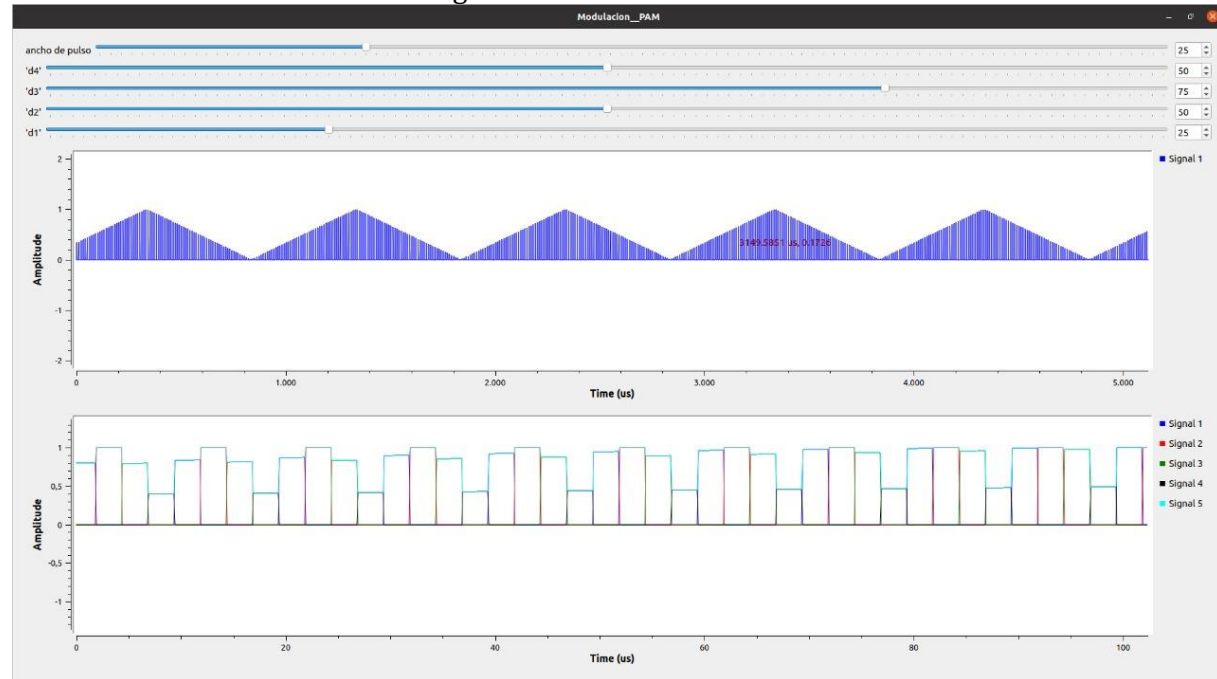 Modulacion__PAM
ancho de pulso 25
'd4' 50
'd3' 75
'd2' 50
'd1' 25
Signal 1
2
1
0
-1
-2
Amplitude
3149.5851 us, 0.1726
0 1.000 2.000 3.000 4.000 5.000
Time (us)
Signal 1
Signal 2
Signal 3
Signal 4
Signal 5
1
0,5
0
-0,5
-1
Amplitude
0 20 40 60 80 100
Time (us)